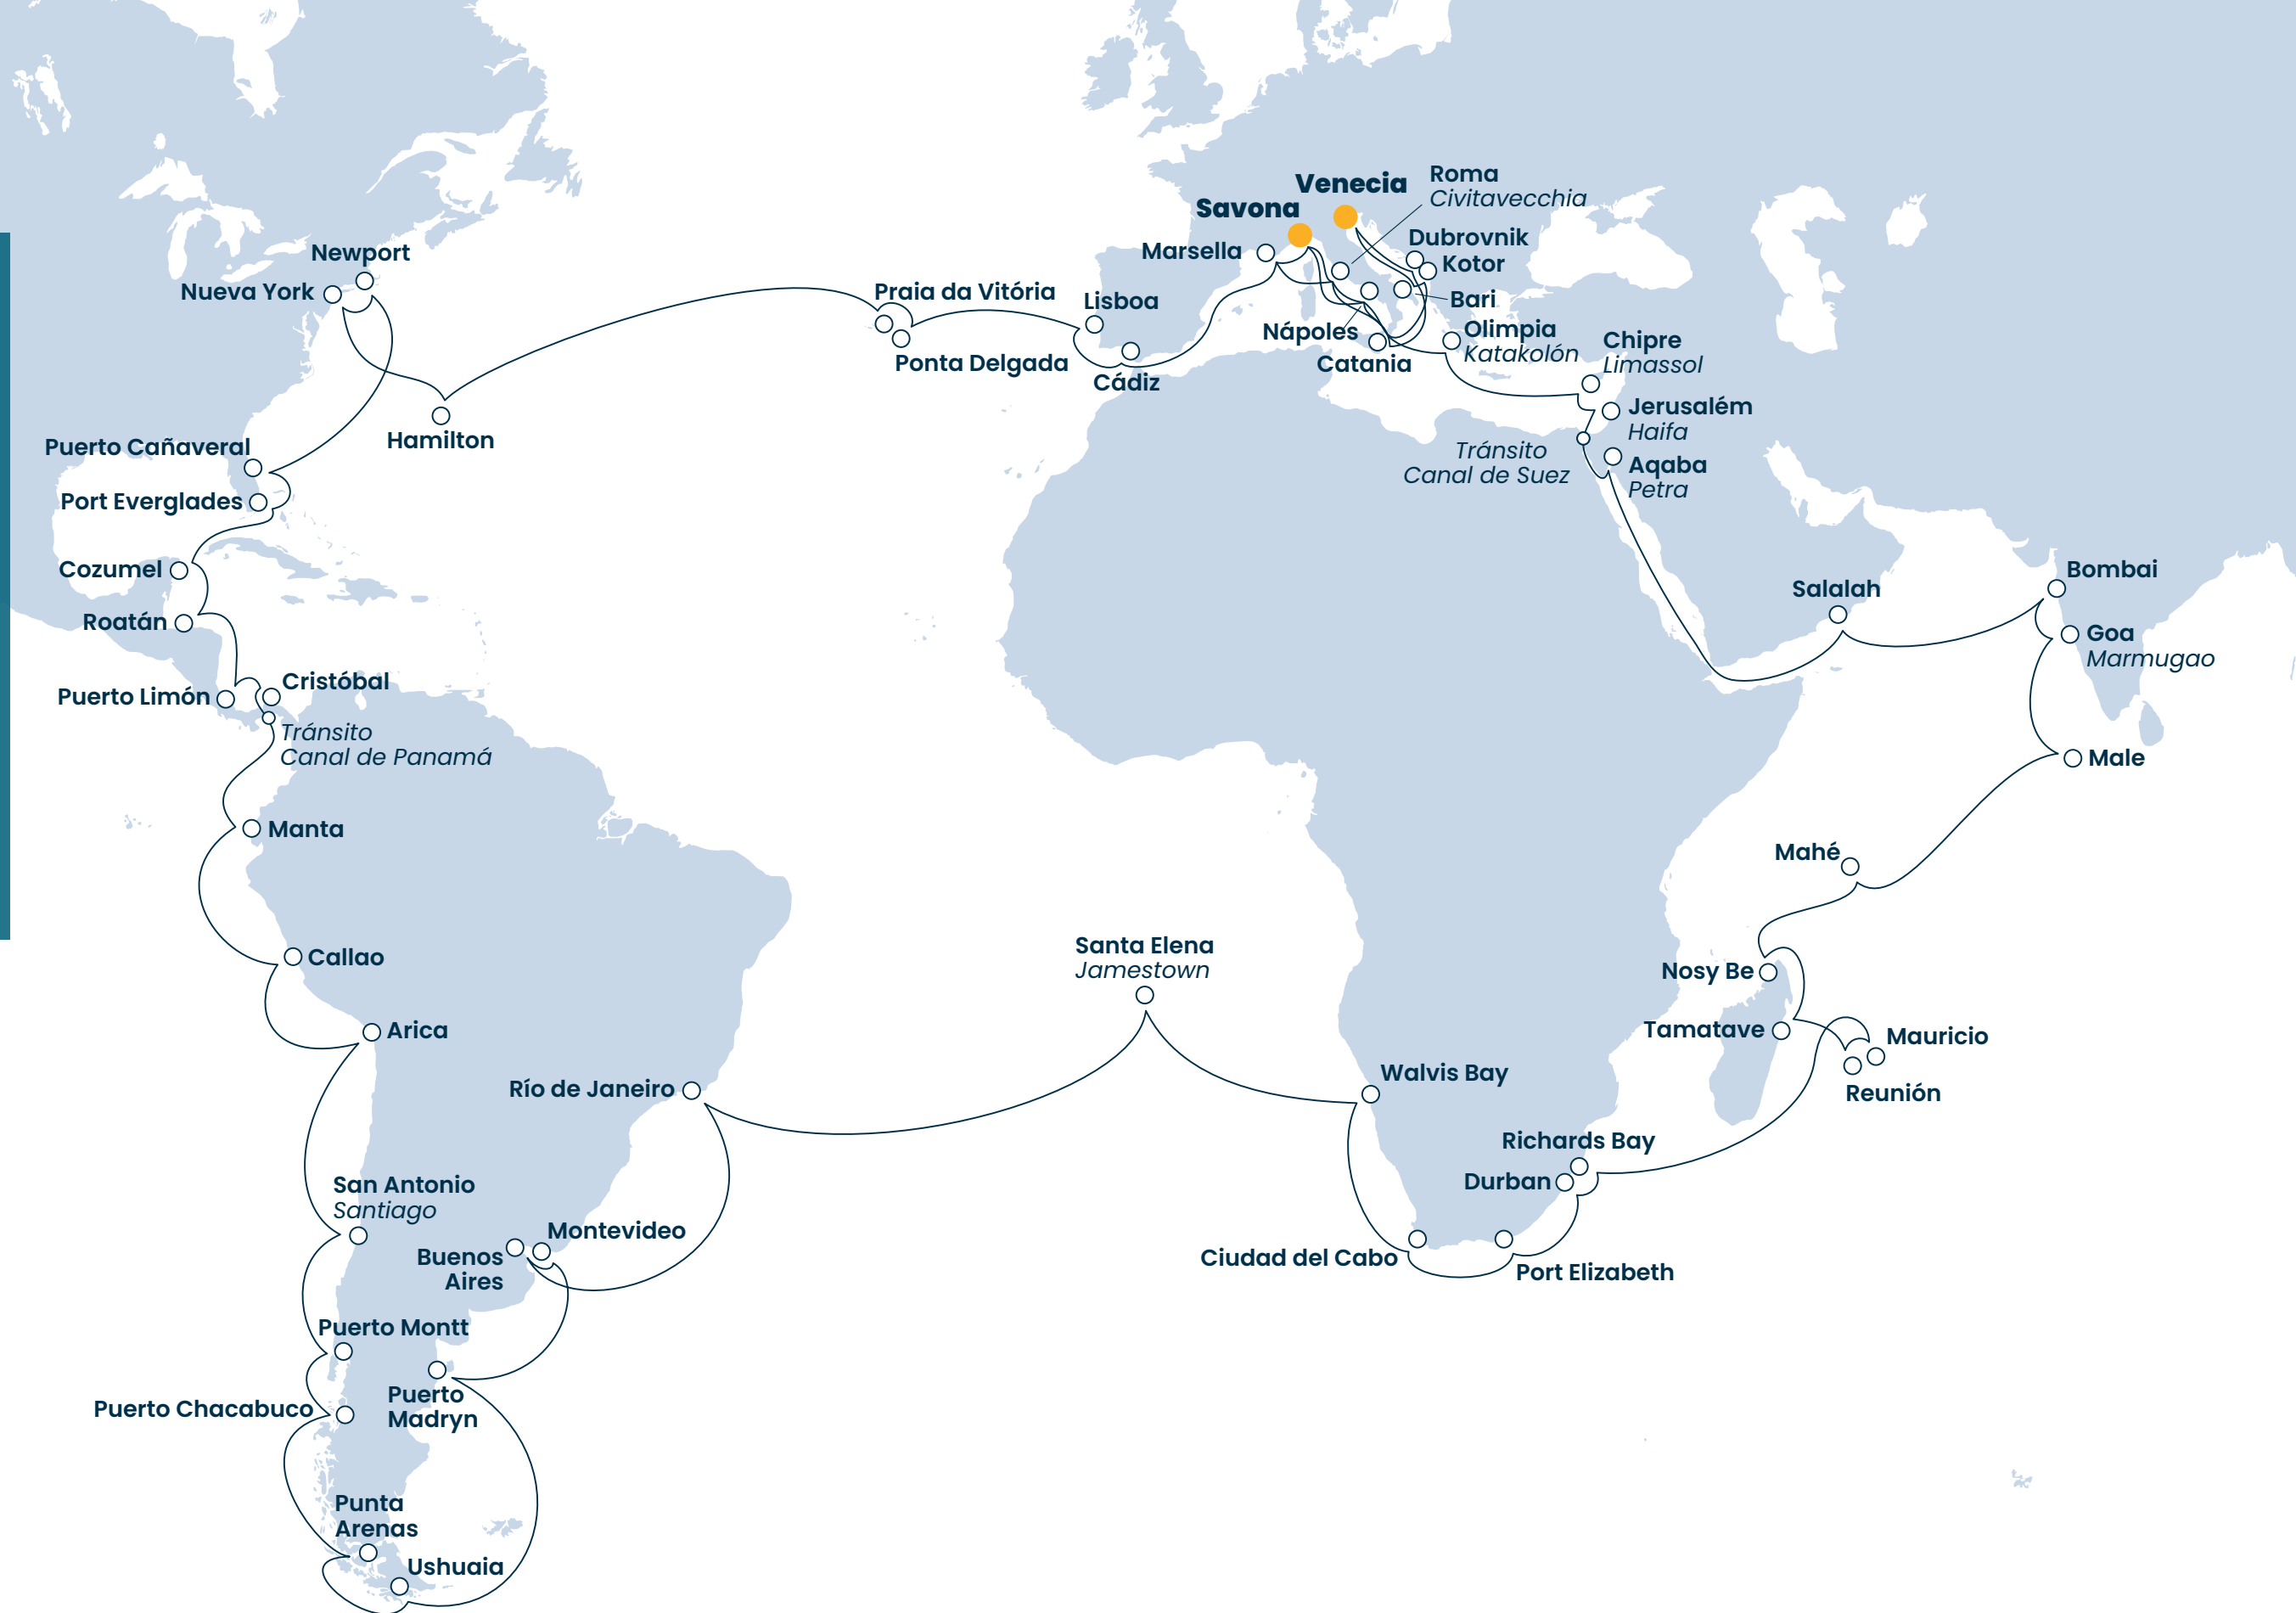 Venecia
Savona
Roma
Civitavecchia
Marsella
Dubrovnik
Kotor
Bari
Nápoles
Catania
Olimpia
Katakolón
Chipre
Limassol
Jerusalém
Haifa
Tránsito
Canal de Suez
Aqaba
Petra
Newport
Nueva York
Praia da Vitória
Ponta Delgada
Lisboa
Cádiz
Hamilton
Puerto Cañaveral
Port Everglades
Cozumel
Roatán
Puerto Limón
Cristóbal
Tránsito
Canal de Panamá
Manta
Callao
Arica
Río de Janeiro
San Antonio
Santiago
Montevideo
Buenos
Aires
Puerto Montt
Puerto
Madryn
Puerto Chacabuco
Punta
Arenas
Ushuaia
Santa Elena
Jamestown
Walvis Bay
Ciudad del Cabo
Port Elizabeth
Durban
Richards Bay
Salalah
Bombai
Goa
Marmugao
Male
Mahé
Nosy Be
Tamatave
Mauricio
Reunión